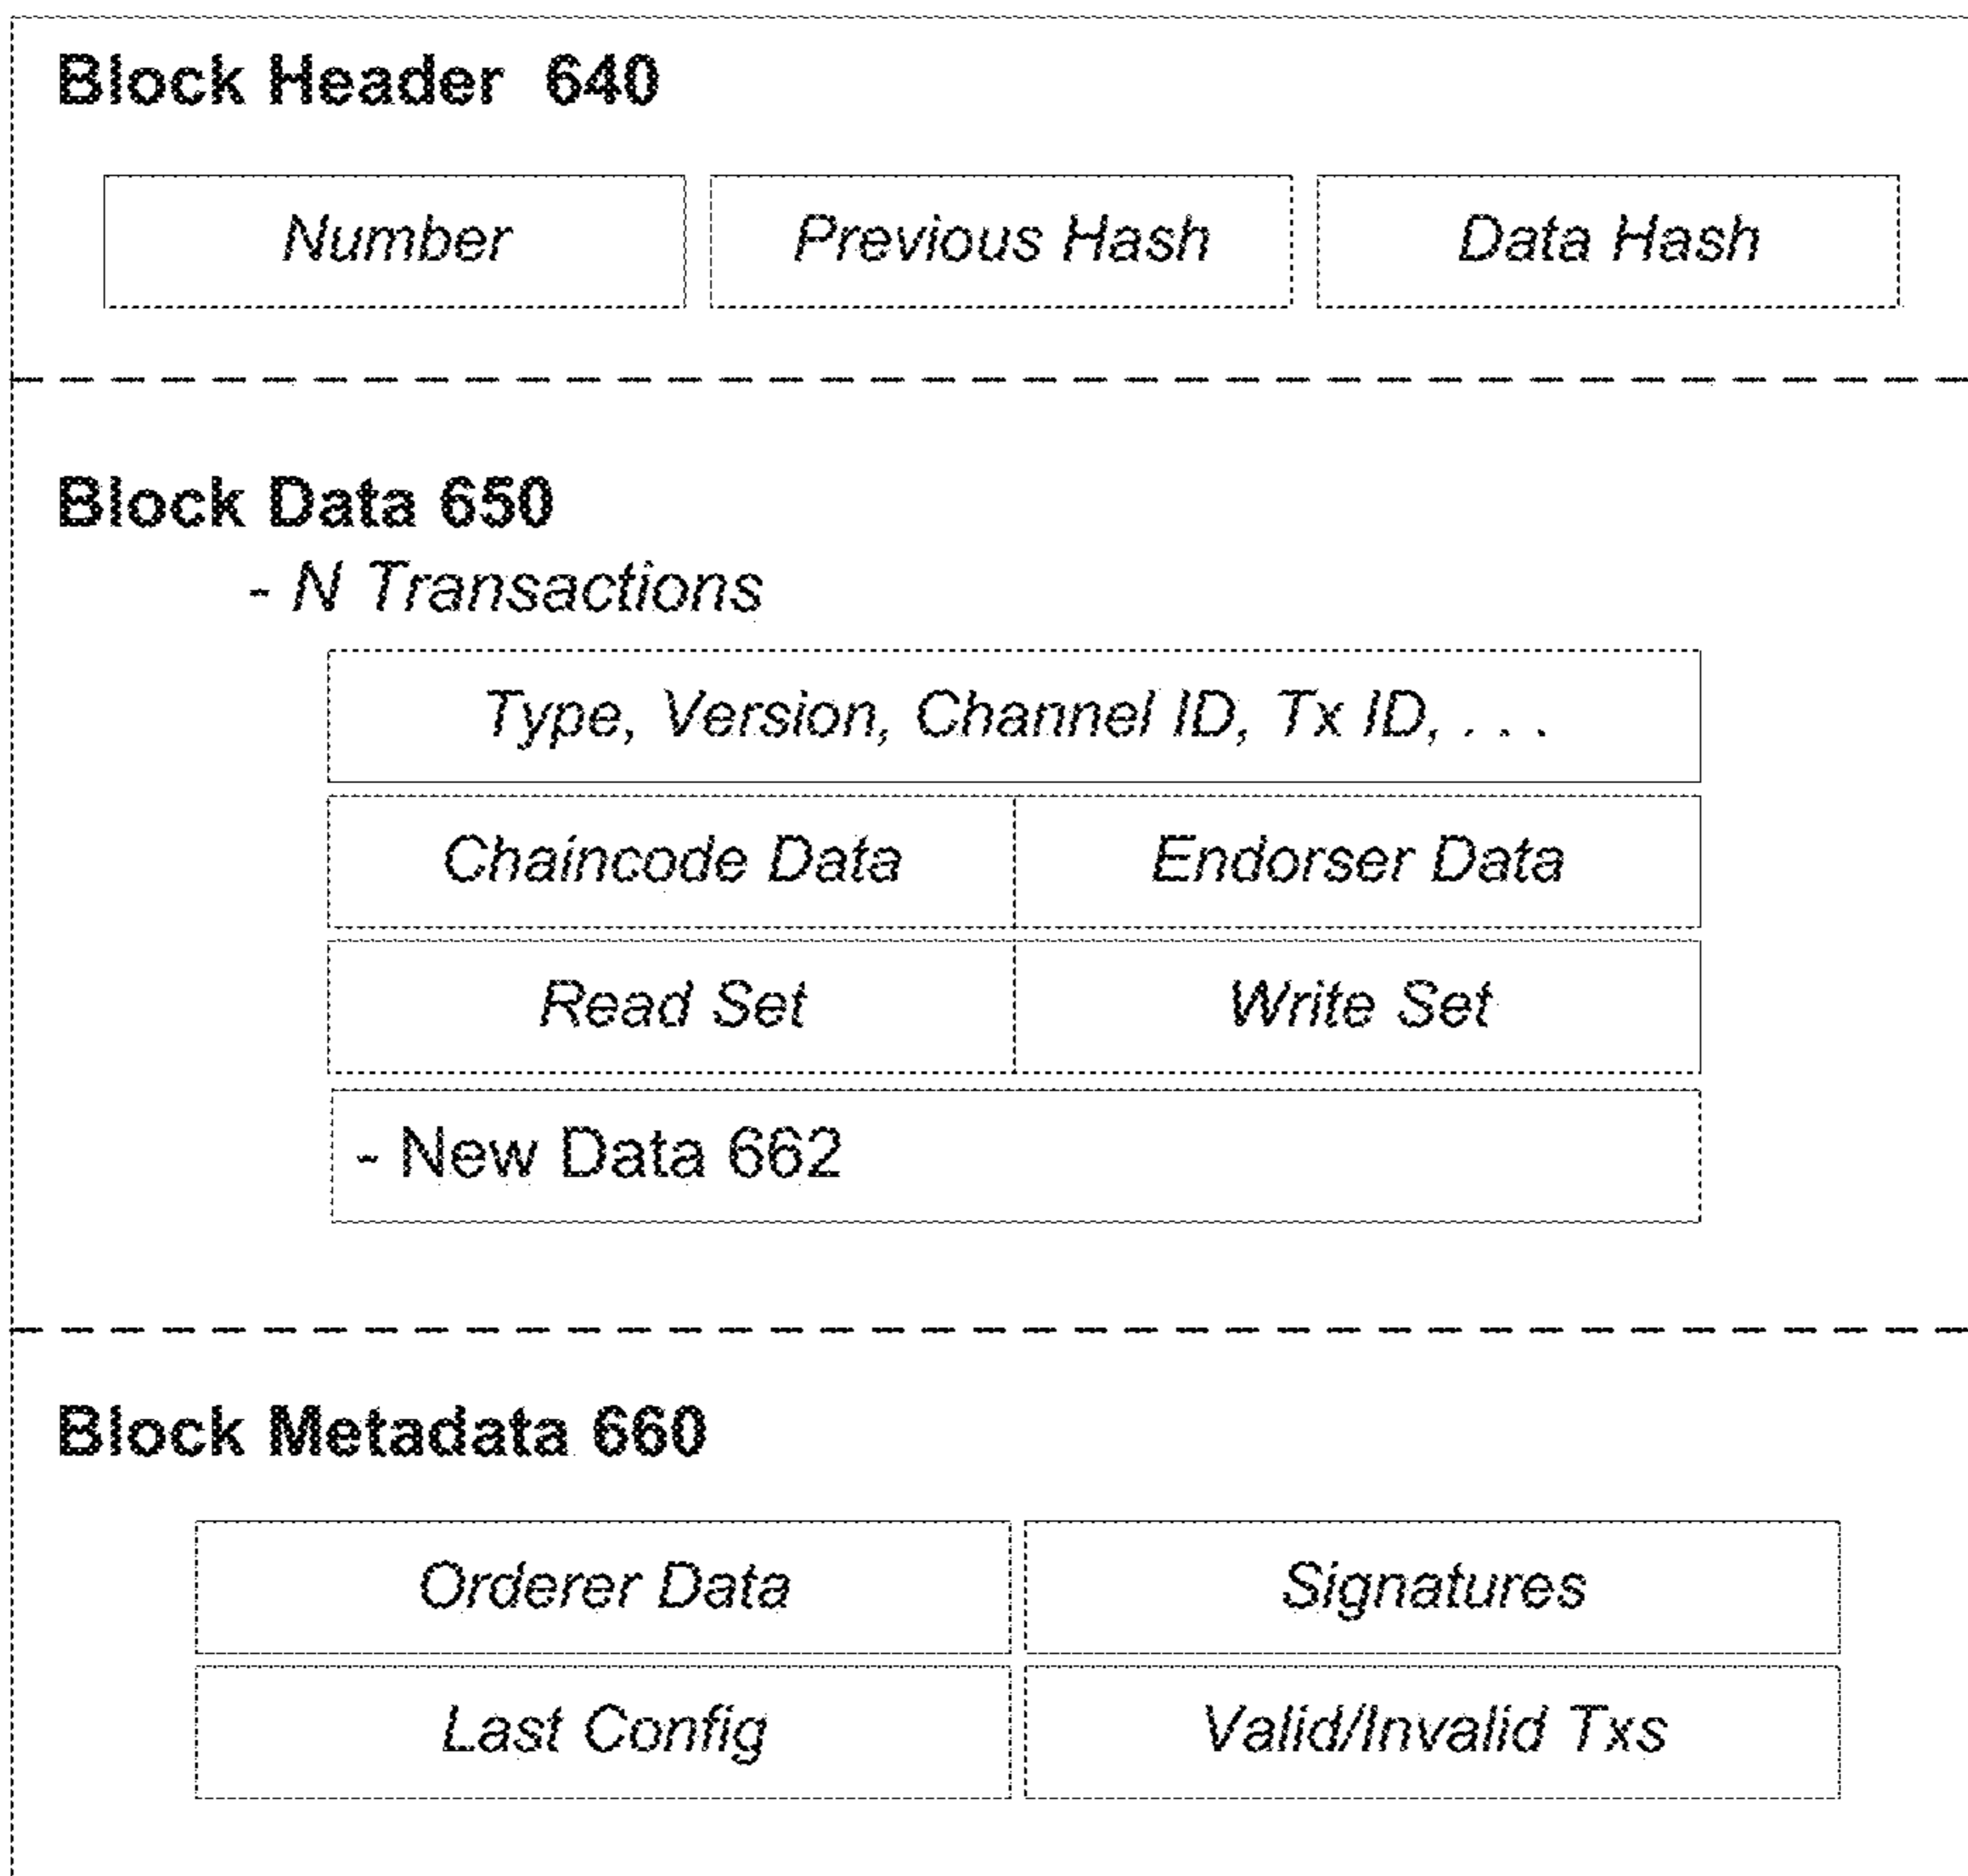 Block Header 640
Number Previous Hash Data Hash
Block Data 650
- N Transactions
Type, Version, Channel ID, Tx ID, . . .
Chaincode Data Endorser Data
Read Set Write Set
- New Data 662
Block Metadata 660
Orderer Data Signatures
Last Config Valid/Invalid Txs